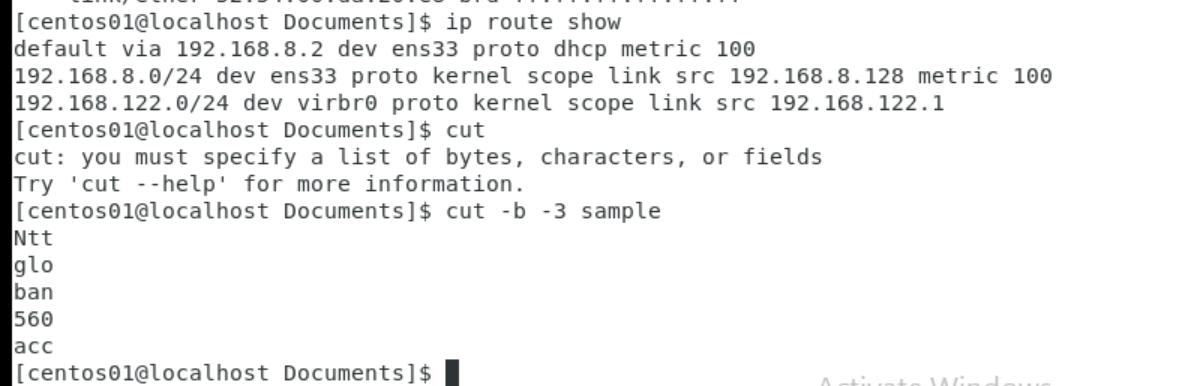 [centos01@localhost Documents]$ ip route show
default via 192.168.8.2 dev ens33 proto dhcp metric 100
192.168.8.0/24 dev ens33 proto kernel scope link src 192.168.8.128 metric 100
192.168.122.0/24 dev virbr0 proto kernel scope link src 192.168.122.1
[centos01@localhost Documents]$ cut
cut: you must specify a list of bytes, characters, or fields
Try 'cut --help' for more information.
[centos01@localhost Documents]$ cut -b -3 sample
Ntt
glo
ban
560
acc
[centos01@localhost Documents]$
Activate Windows